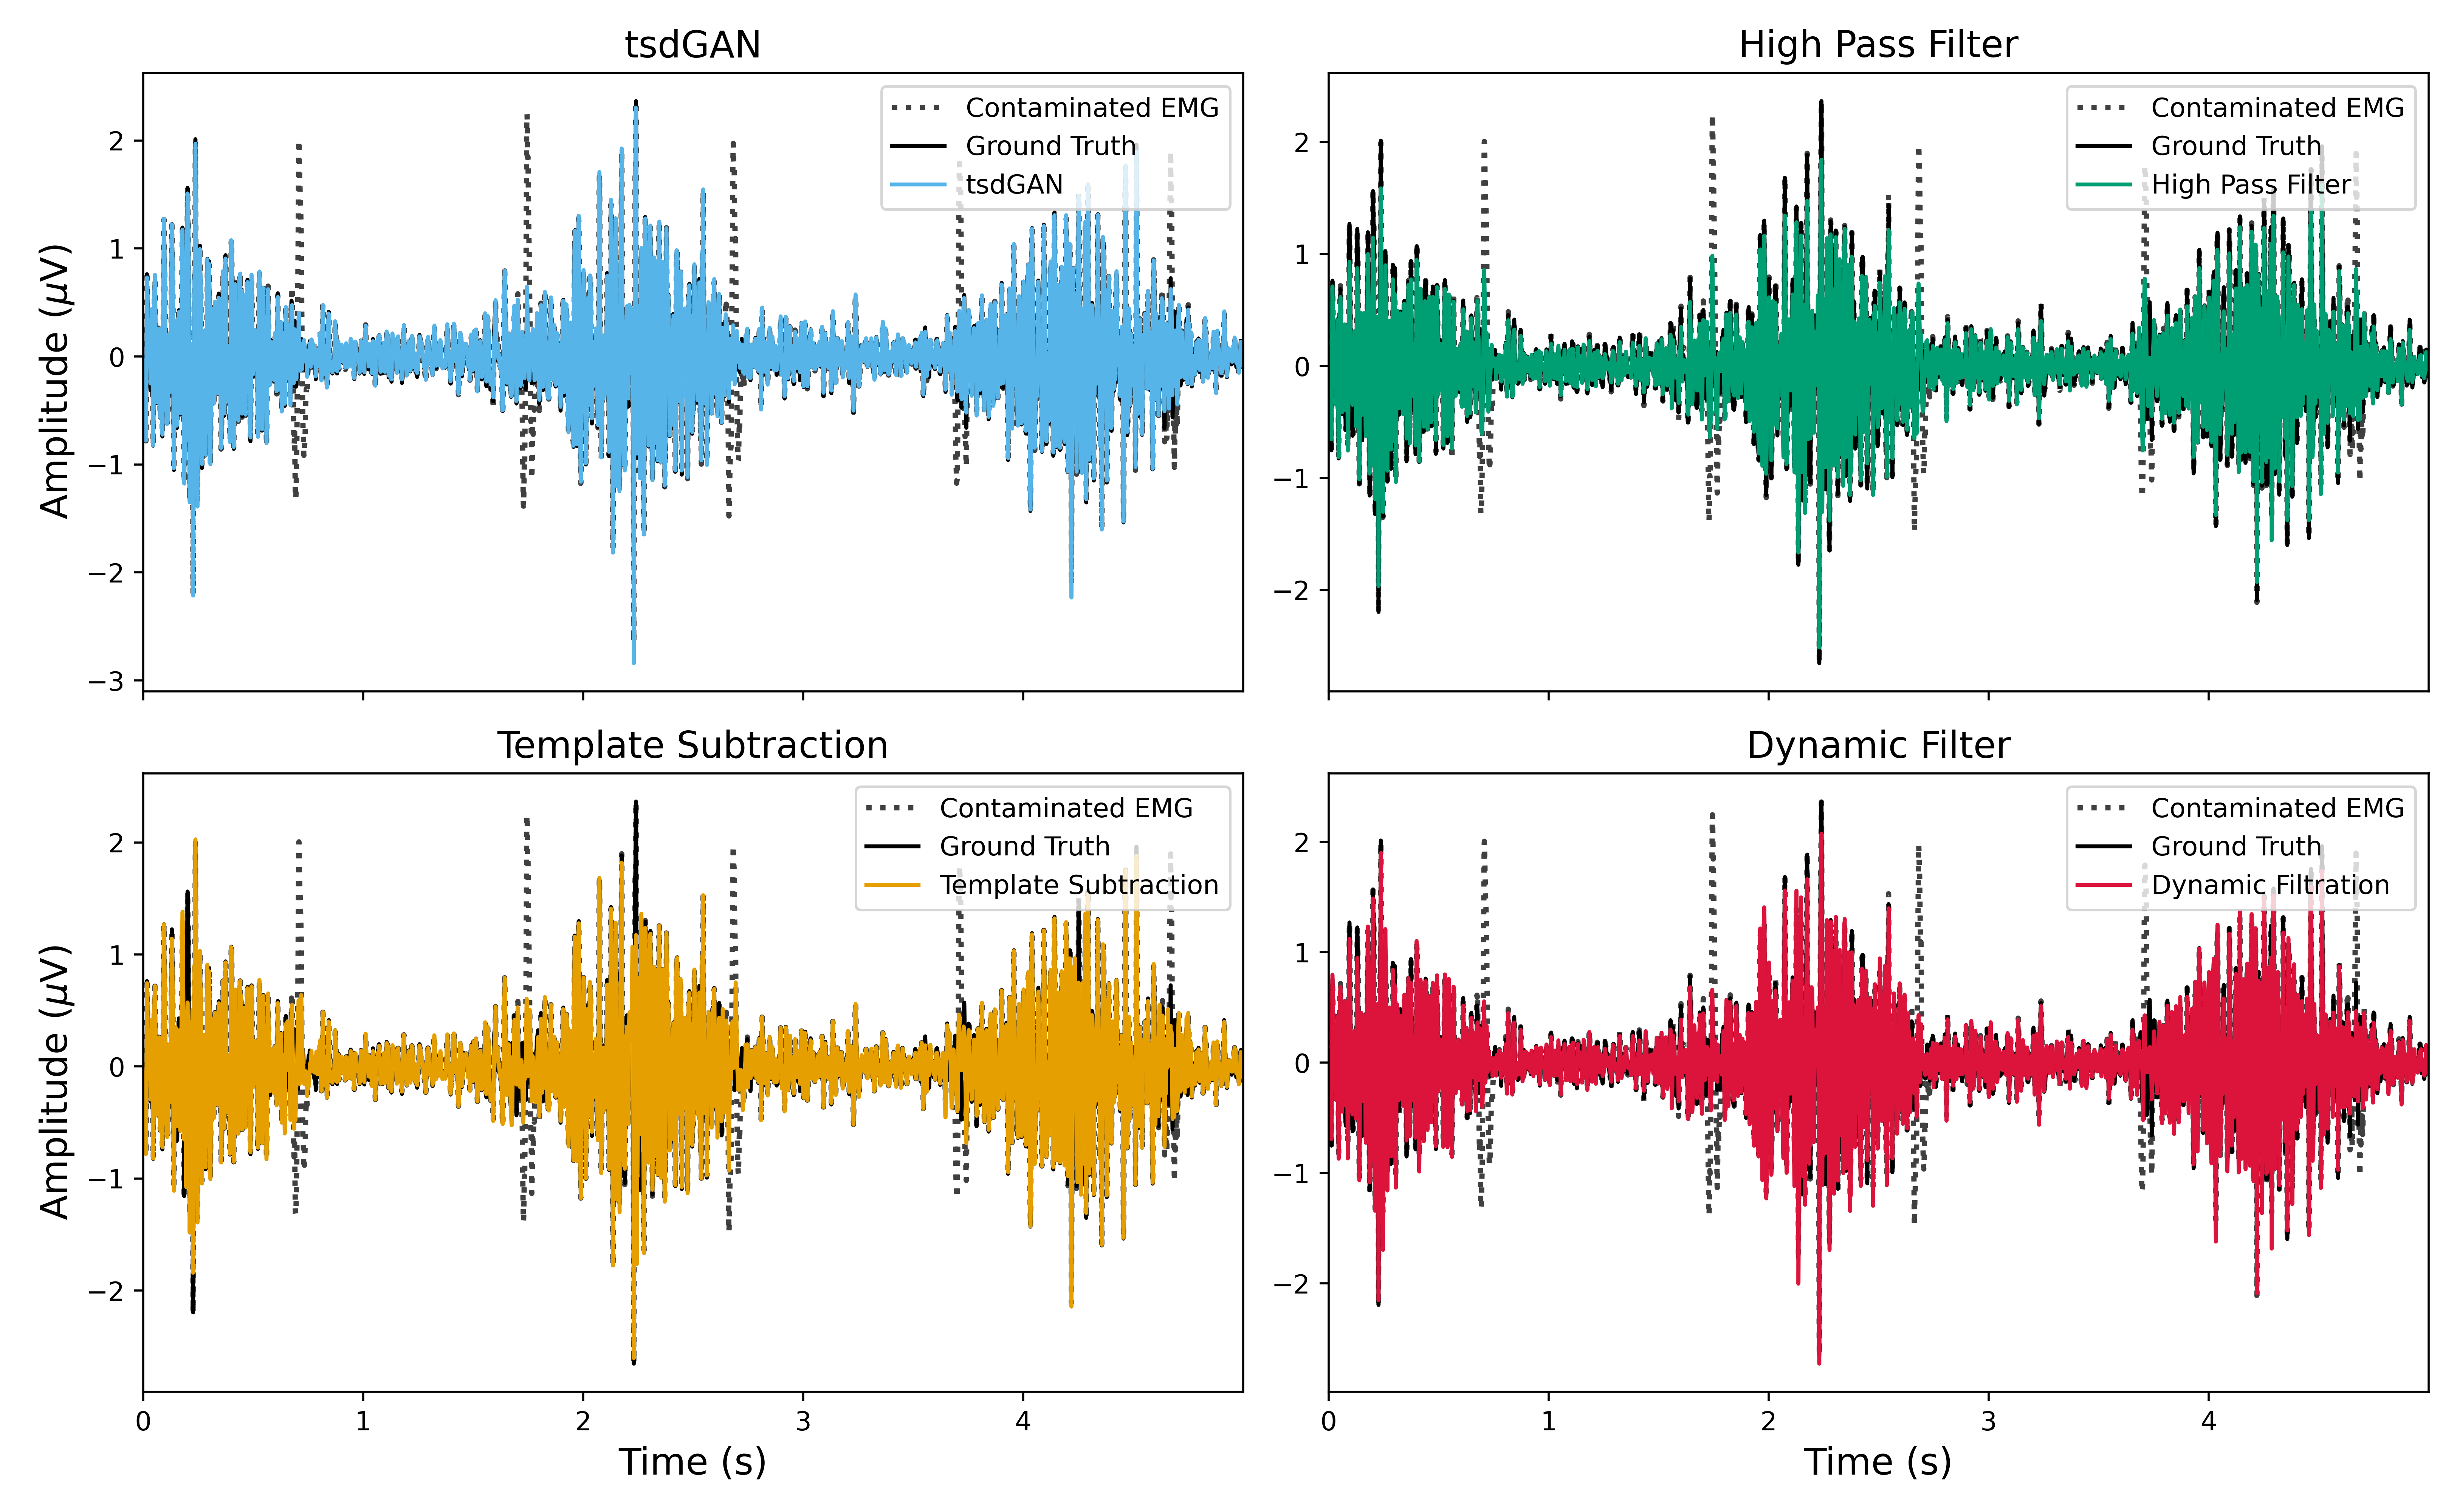 tsdGAN
High Pass Filter
Contaminated EMG
Ground Truth
tsdGAN
Contaminated EMG
Ground Truth
High Pass Filter
Amplitude (μV)
2
1
0
−1
−2
−3
2
1
0
−1
−2
Template Subtraction
Dynamic Filter
Contaminated EMG
Ground Truth
Template Subtraction
Contaminated EMG
Ground Truth
Dynamic Filtration
Amplitude (μV)
2
1
0
−1
−2
2
1
0
−1
−2
0 1 2 3 4
0 1 2 3 4
Time (s)
Time (s)